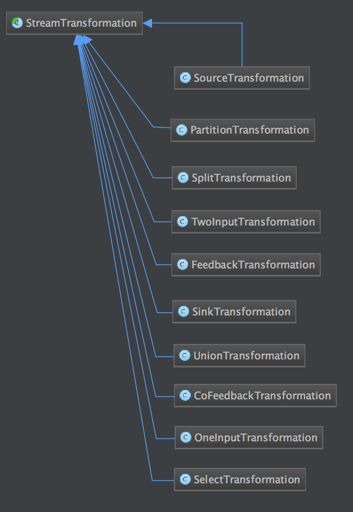 StreamTransformation
SourceTransformation
PartitionTransformation
SplitTransformation
TwoInputTransformation
FeedbackTransformation
SinkTransformation
UnionTransformation
CoFeedbackTransformation
OneInputTransformation
SelectTransformation